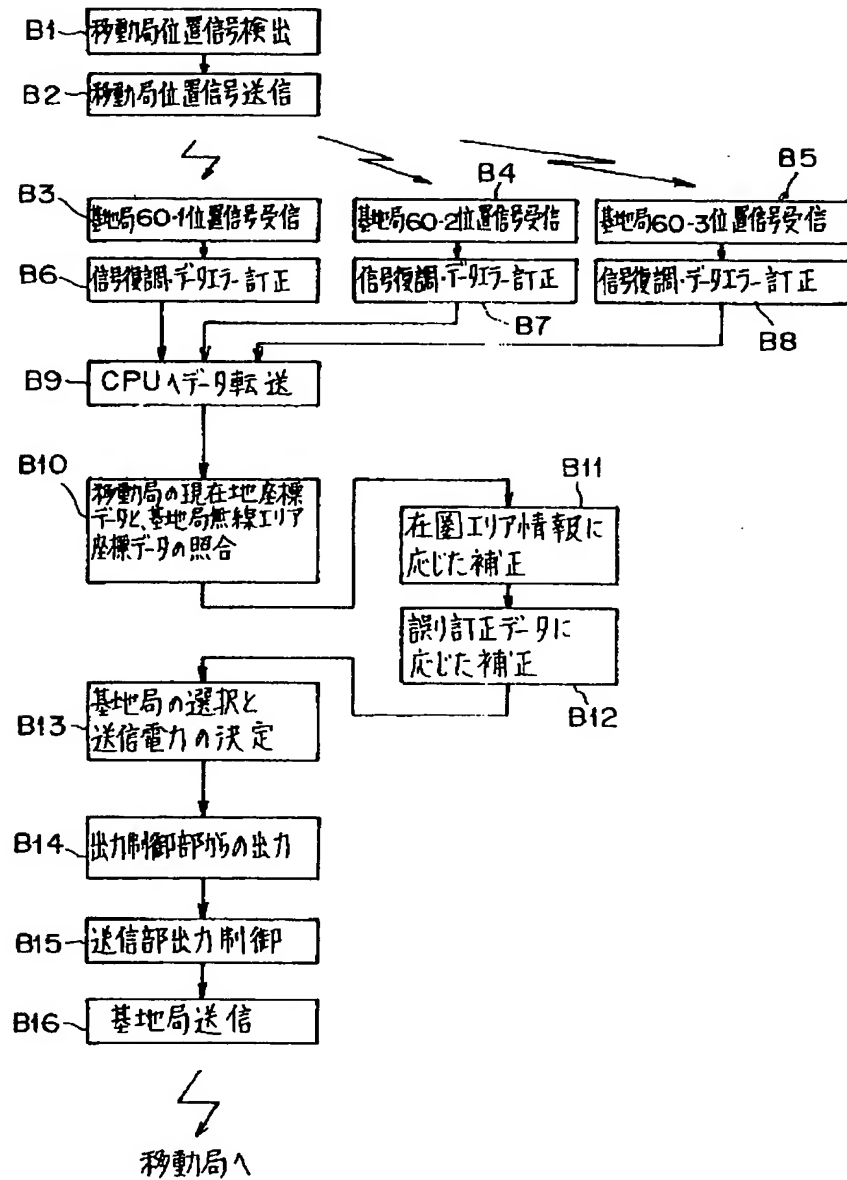 B1
移動局位置信号検出
B2
移動局位置信号送信
B3
基地局60-1位置信号受信
B4
基地局60-2位置信号受信
B5
基地局60-3位置信号受信
B6
信号復調・データエラー訂正
B7
信号復調・データエラー訂正
B8
信号復調・データエラー訂正
B9
CPUへデータ転送
B10
移動局の現在地座標
データと、基地局無線エリア
座標データの照合
B11
在圏エリア情報に
応じた補正
誤り訂正データに
応じた補正
B12
B13
基地局の選択と
送信電力の決定
B14
出力制御部からの出力
B15
送信部出力制御
B16
基地局送信
移動局へ